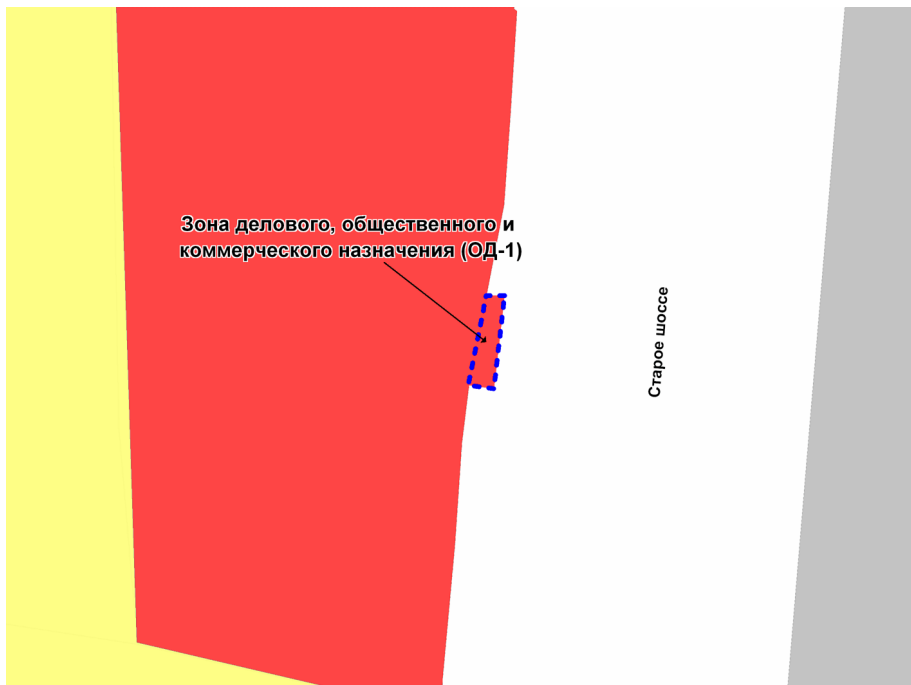 Зона делового, общественного и
коммерческого назначения (ОД-1)
Старое шоссе